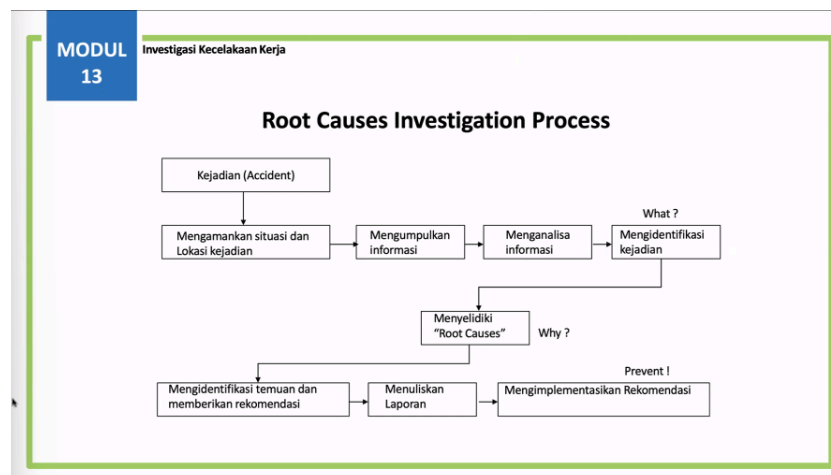 MODUL
13
Investigasi Kecelakaan Kerja
Root Causes Investigation Process
Kejadian (Accident)
What ?
Mengamankan situasi dan
Lokasi kejadian
Mengumpulkan
informasi
Menganalisa
informasi
Mengidentifikasi
kejadian
Menyelidiki
“Root Causes”
Why ?
Prevent !
Mengidentifikasi temuan dan
memberikan rekomendasi
Menuliskan
Laporan
Mengimplementasikan Rekomendasi